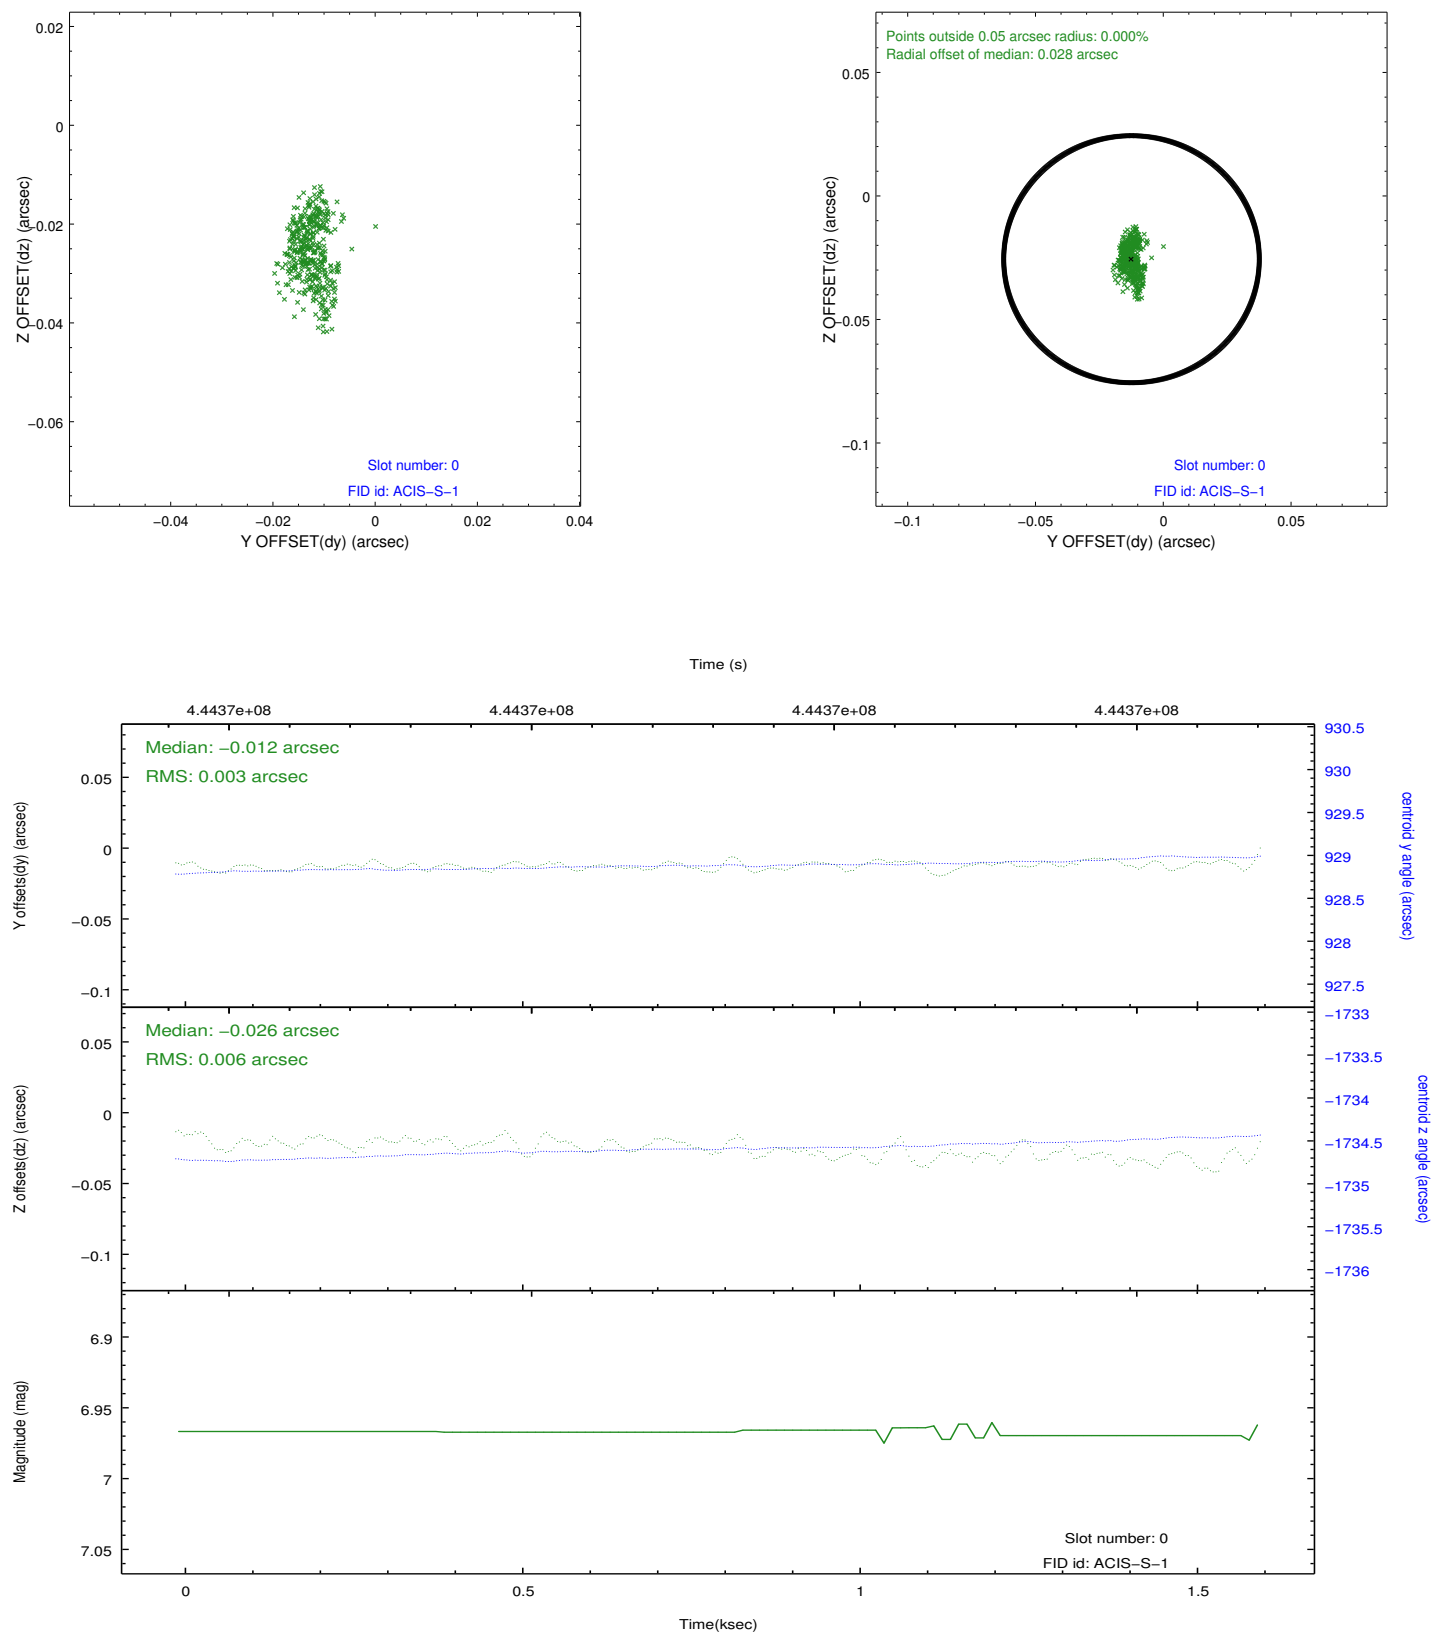 0.02
0
−0.02
−0.04
−0.06
Z OFFSET(dz) (arcsec)
Slot number: 0
FID id: ACIS−S−1
−0.04
−0.02
0
0.02
0.04
Y OFFSET(dy) (arcsec)
Points outside 0.05 arcsec radius: 0.000%
Radial offset of median: 0.028 arcsec
0.05
0
−0.05
−0.1
Z OFFSET(dz) (arcsec)
Slot number: 0
FID id: ACIS−S−1
−0.1
−0.05
0
0.05
Y OFFSET(dy) (arcsec)
Time (s)
4.4437e+08
4.4437e+08
4.4437e+08
4.4437e+08
Median: −0.012 arcsec
RMS: 0.003 arcsec
0.05
0
−0.05
−0.1
Y offsets(dy) (arcsec)
930.5
930
929.5
929
928.5
928
927.5
centroid y angle (arcsec)
Median: −0.026 arcsec
RMS: 0.006 arcsec
0.05
0
−0.05
−0.1
Z offsets(dz) (arcsec)
−1733
−1733.5
−1734
−1734.5
−1735
−1735.5
−1736
centroid z angle (arcsec)
6.9
6.95
7
7.05
Magnitude (mag)
Slot number: 0
FID id: ACIS−S−1
0
0.5
1
1.5
Time(ksec)